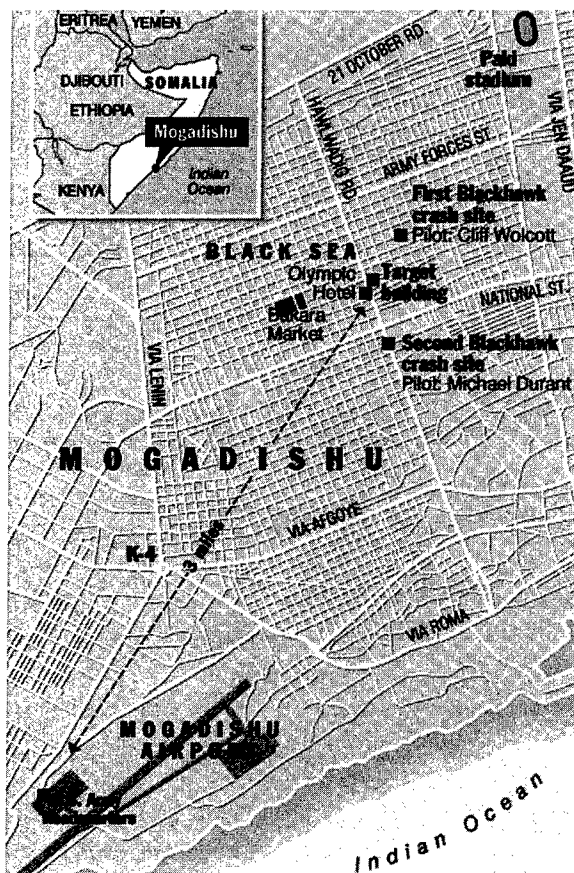 ERITREA
YEMEN
DJIBOUTI
SOMALIA
ETHIOPIA
Mogadishu
KENYA
Indian
Ocean
21 OCTOBER RD.
Paki
stadium
VIA JEN DAAUD
HAWLWADIG RD
ARMY FORCES ST.
First Blackhawk
crash site
Pilot: Cliff Wolcott
BLACK SEA
Olympic
Hotel
Target
building
Bakara
Market
NATIONAL ST.
Second Blackhawk
crash site
Pilot: Michael Durant
VIA LENIN
MOGADISHU
VIA AFGOYE
K-4
3 miles
VIA ROMA
MOGADISHU
AIRPORT
Army
Indian Ocean